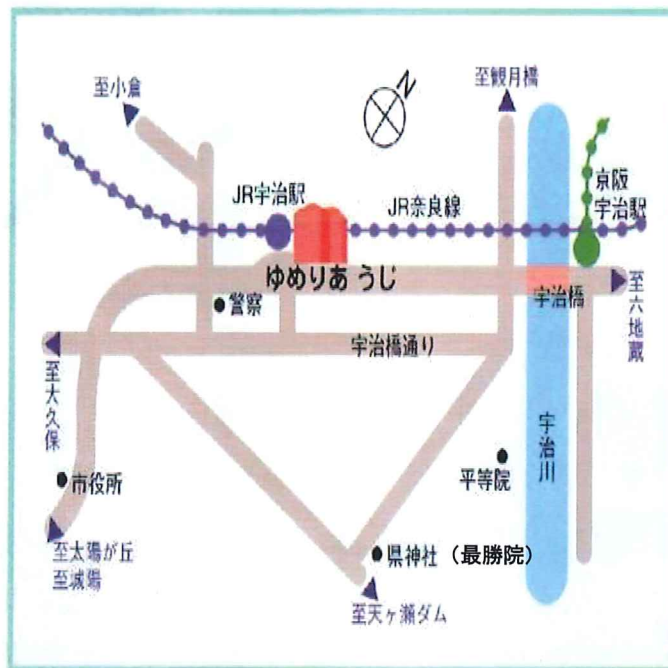 N
至小倉
至観月橋
京阪
宇治駅
JR宇治駅
JR奈良線
ゆめりあ うじ
警察
宇治橋
至六地蔵
宇治橋通り
至大久保
宇治川
平等院
市役所
至太陽が丘
至城陽
県神社 (最勝院)
至天ヶ瀬ダム